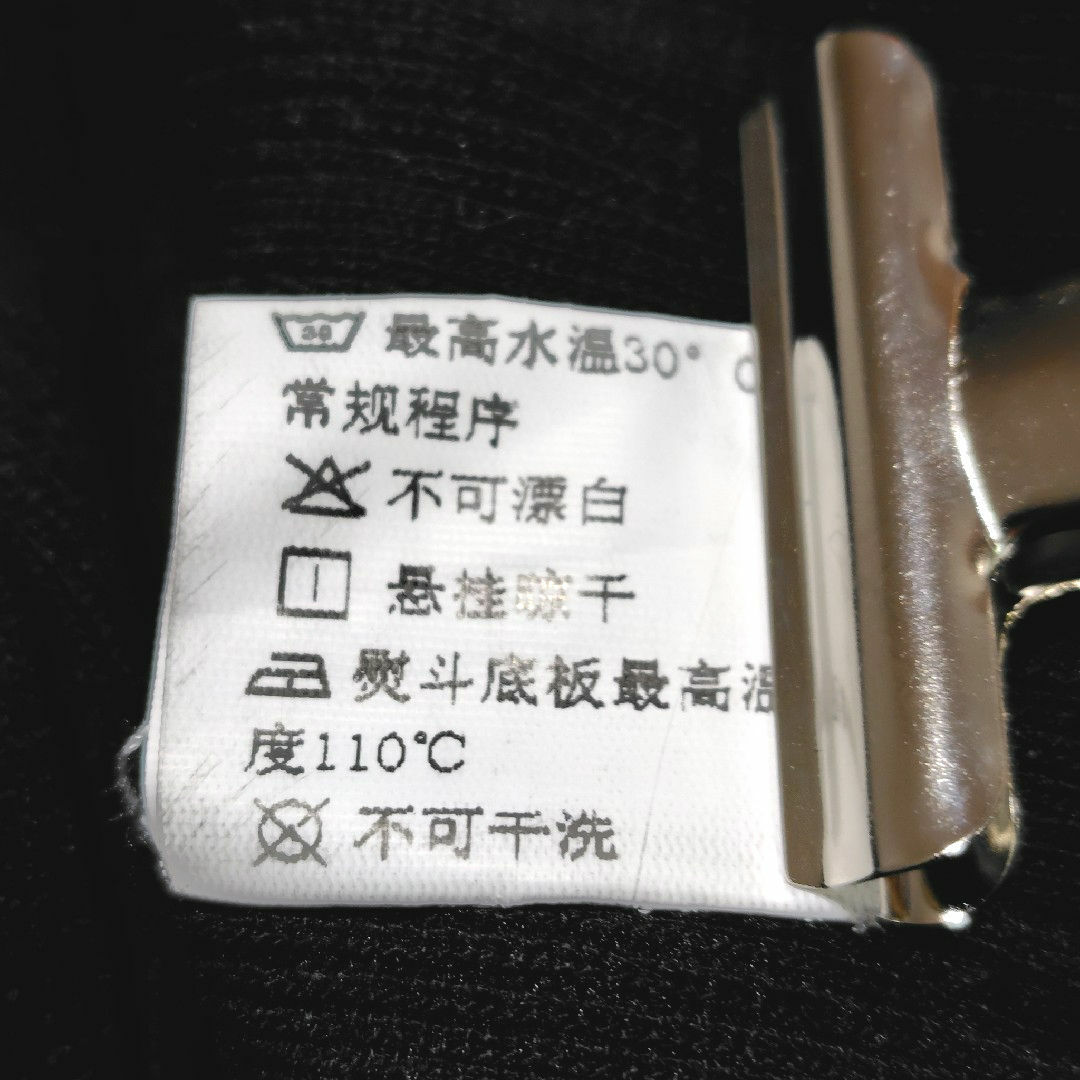 30 最高水温30°C
常规程序
不可漂白
悬挂晾干
熨斗底板最高温
度110℃
不可干洗